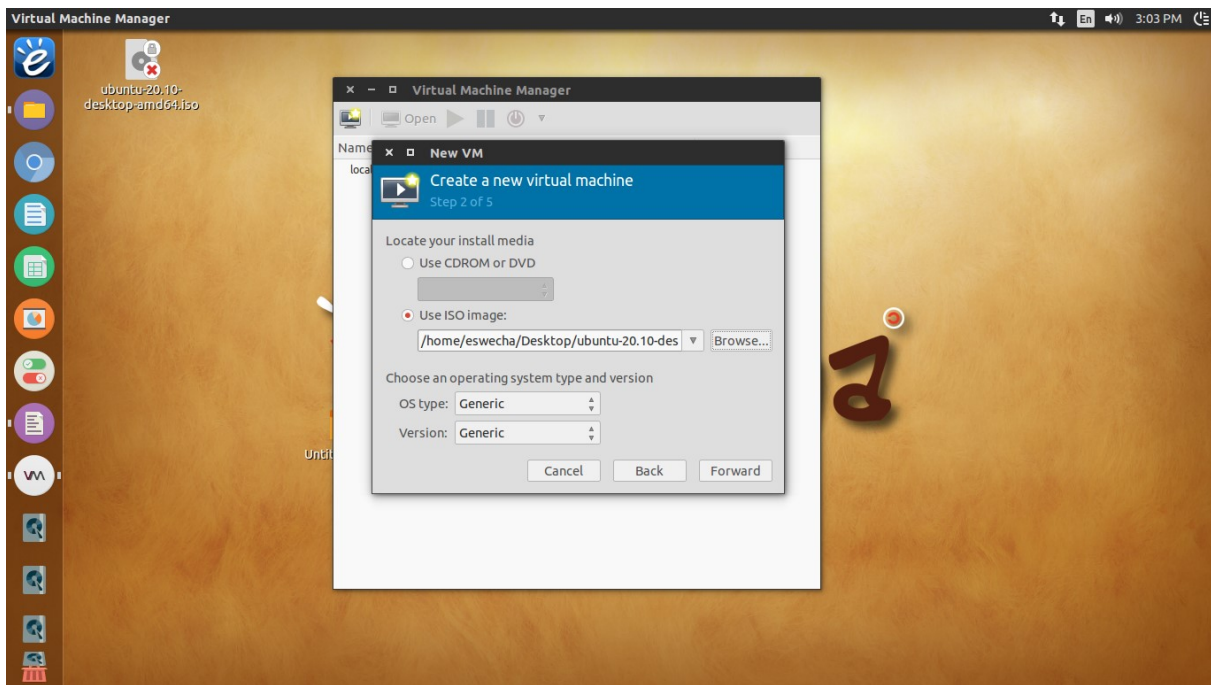 Virtual Machine Manager
En
3:03 PM
ubuntu-20.10-
desktop-amd64.iso
Virtual Machine Manager
Open
Name
local
New VM
Create a new virtual machine
Step 2 of 5
Locate your install media
Use CDROM or DVD
Use ISO image:
/home/eswecha/Desktop/ubuntu-20.10-des
Browse...
Choose an operating system type and version
OS type: Generic
Version: Generic
Untit
Cancel Back Forward
VM